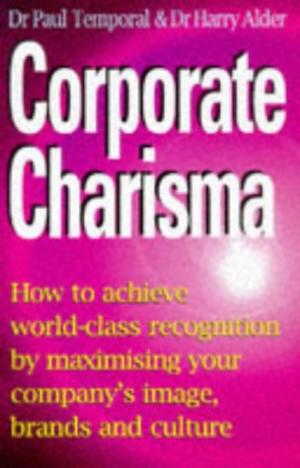 Dr Paul Temporal & Dr Harry Alder
Corporate
Charisma
How to achieve
world-class recognition
by maximising your
company's image,
brands and culture